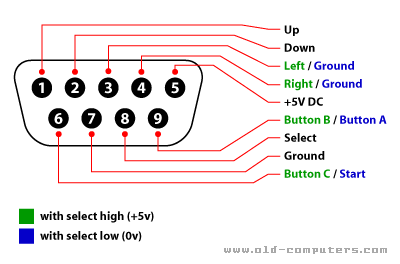 Up
Down
Left / Ground
Right / Ground
+5V DC
Button B / Button A
Select
Ground
Button C / Start
1 2 3 4 5
6 7 8 9
with select high (+5v)
with select low (0v)
www.old-computers.com